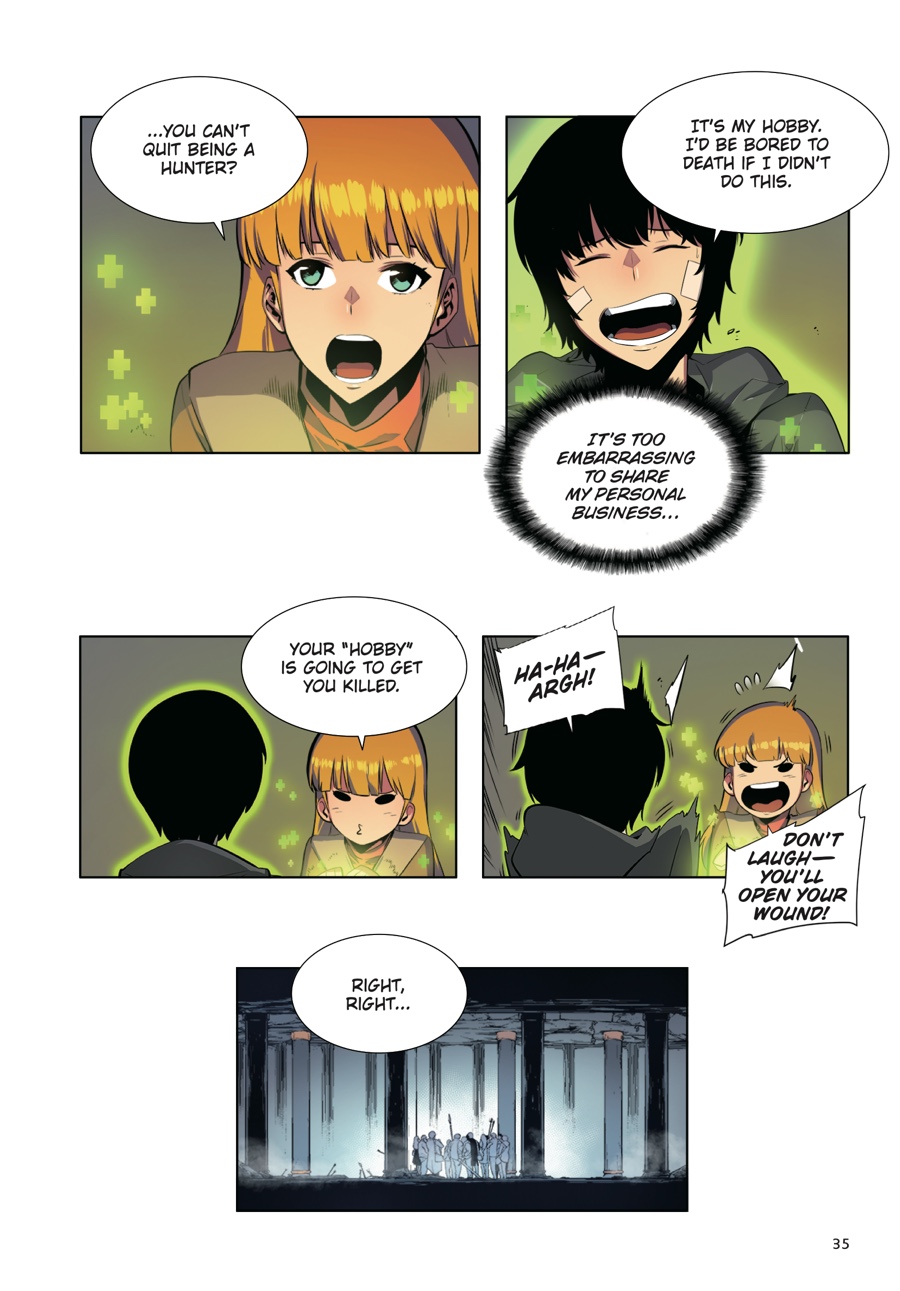 ...YOU CAN'T
QUIT BEING A
HUNTER?
IT'S MY HOBBY.
I'D BE BORED TO
DEATH IF I DIDN'T
DO THIS.
IT'S TOO
EMBARRASSING
TO SHARE
MY PERSONAL
BUSINESS...
YOUR "HOBBY"
IS GOING TO GET
YOU KILLED.
HA-HA—
ARGH!
DON'T
LAUGH—
YOU'LL
OPEN YOUR
WOUND!
RIGHT,
RIGHT...
35